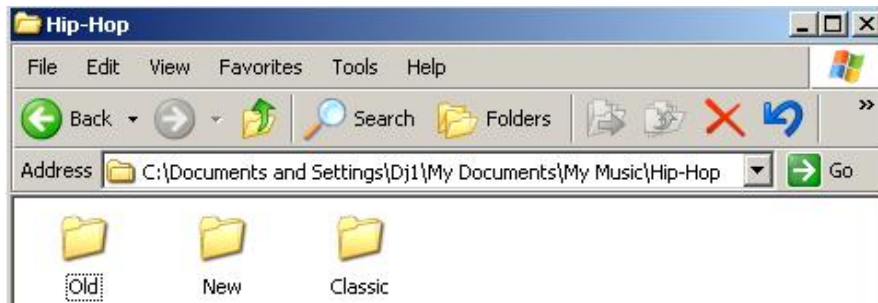 Hip-Hop
File Edit View Favorites Tools Help
Back Search Folders »
Address C:\Documents and Settings\Dj1\My Documents\My Music\Hip-Hop Go
Old New Classic